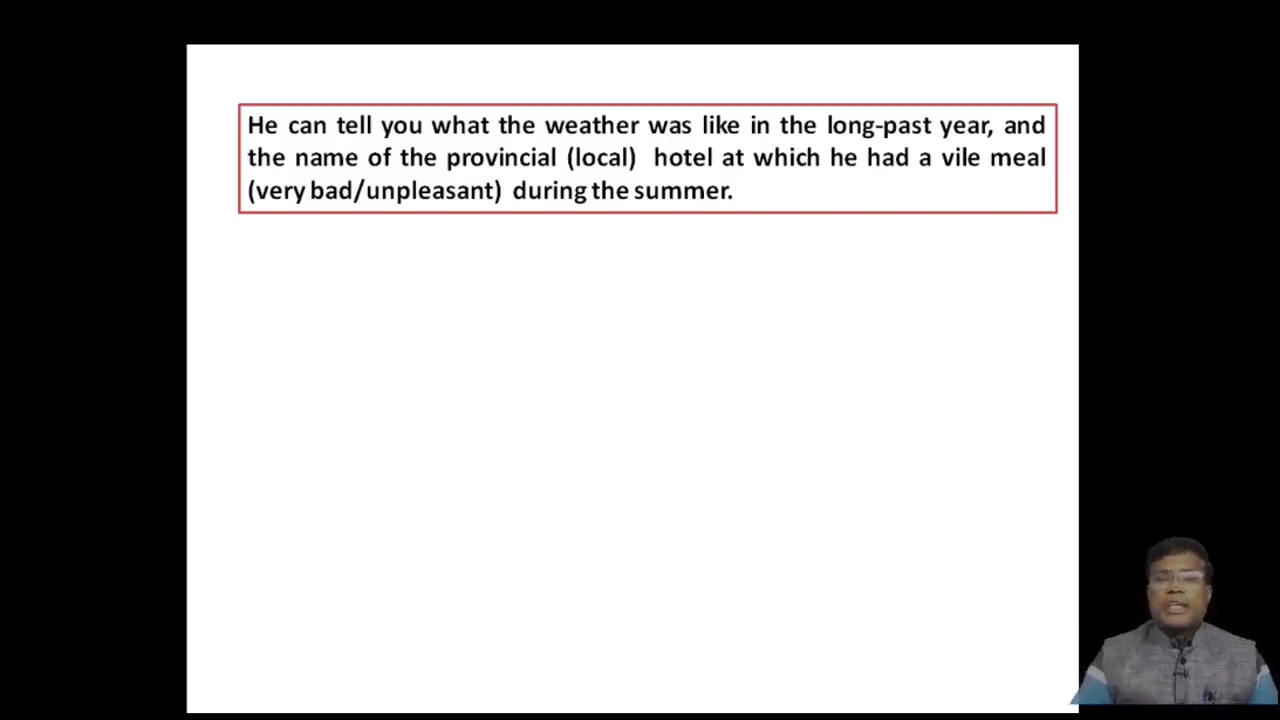 He can tell you what the weather was like in the long-past year, and
the name of the provincial (local) hotel at which he had a vile meal
(very bad/unpleasant) during the summer.